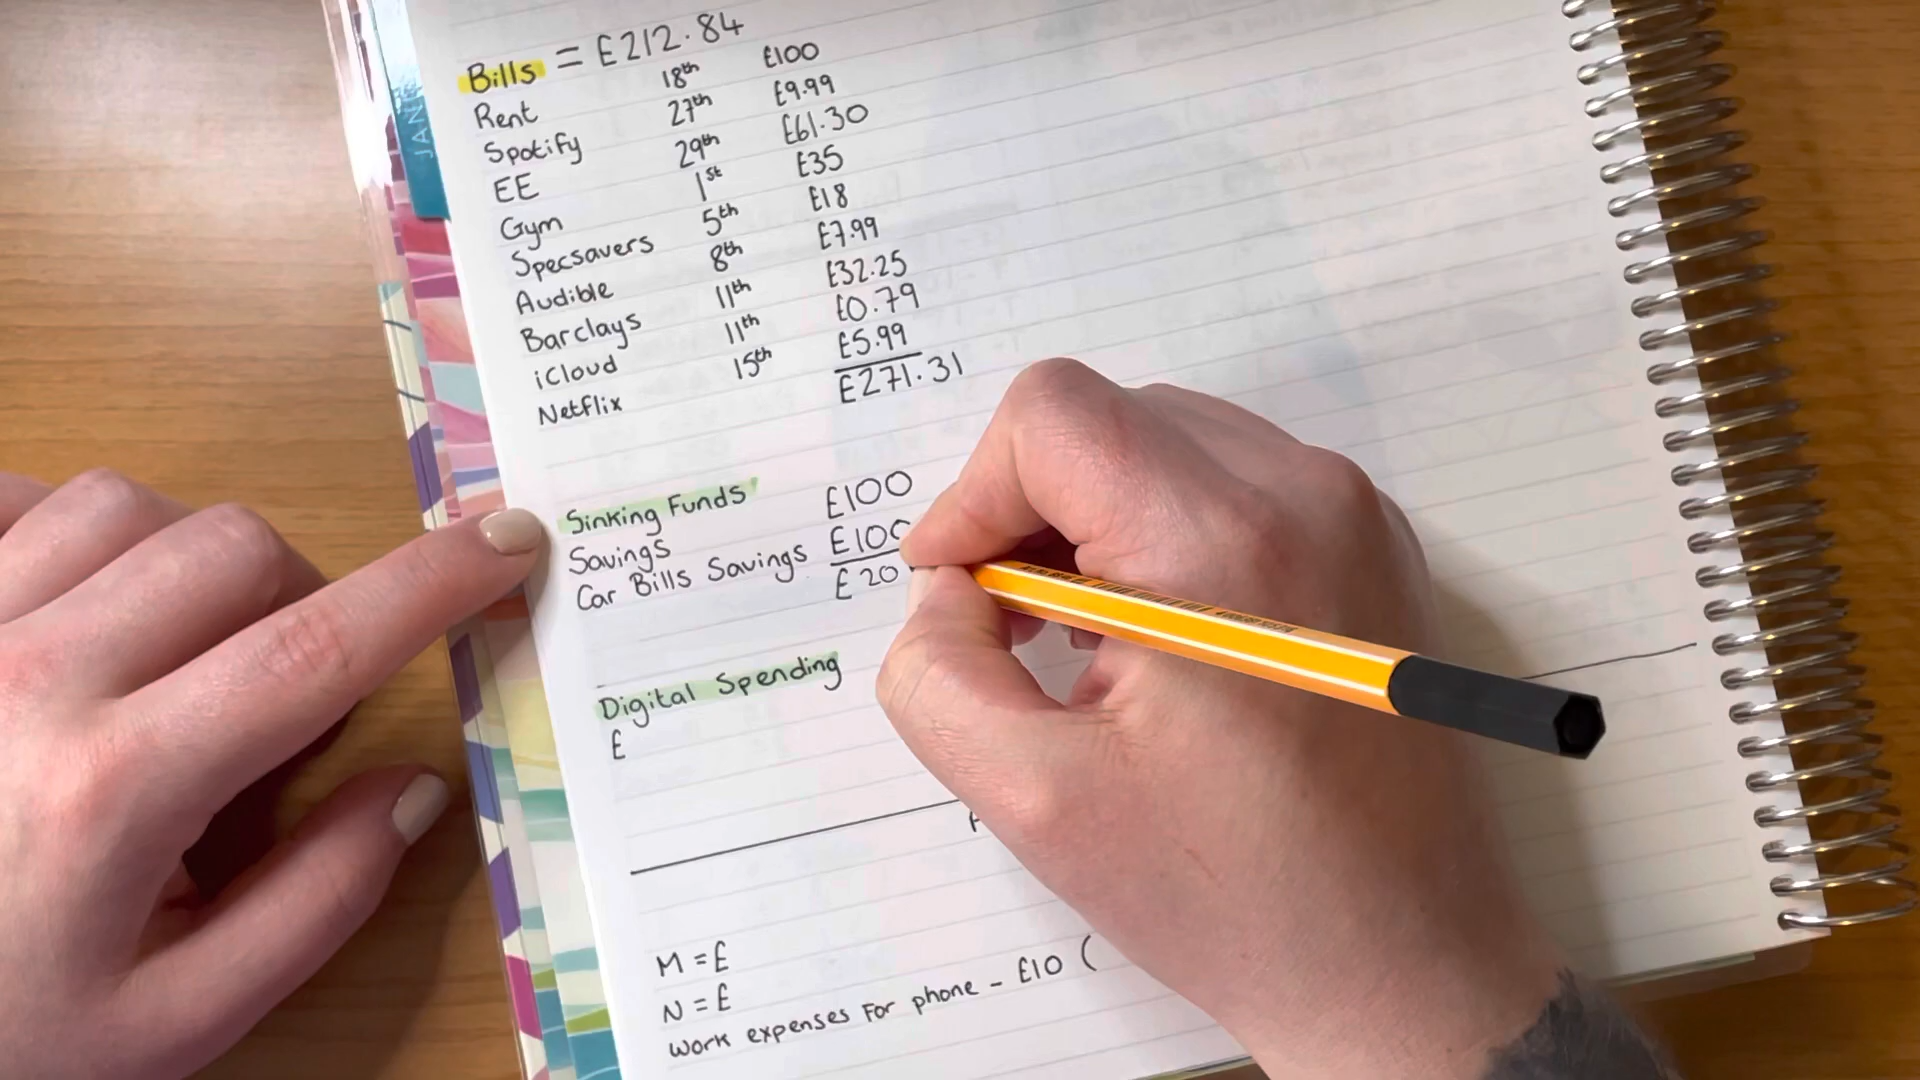 Bills = £212.84
Rent 18th £100
Spotify 27th £9.99
EE 29th £61.30
Gym 1st £35
Specsavers 5th £18
Audible 8th £7.99
Barclays 11th £32.25
iCloud 11th £0.79
Netflix 15th £5.99
£271.31
Sinking Funds
Savings £100
Car Bills Savings £100
£20
Digital Spending
£
M = £
N = £
Work expenses For phone - £10 (